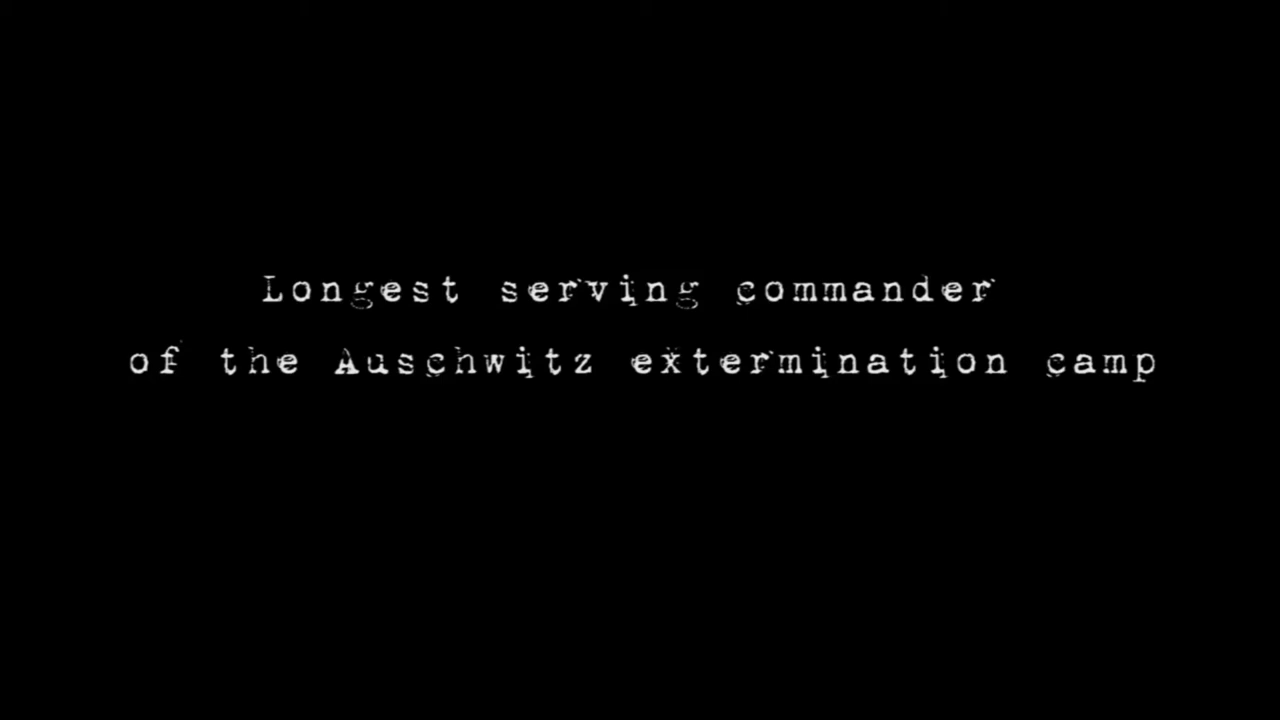 Longest serving commander
of the Auschwitz extermination camp